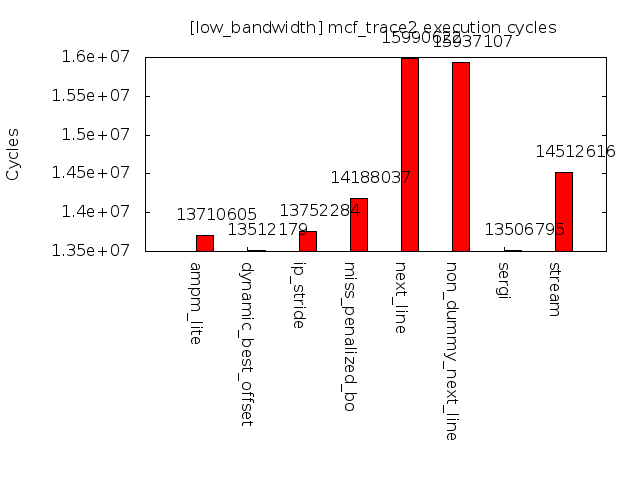 [low_bandwidth] mcf_trace2 execution cycles
Cycles
1.6e+07
1.55e+07
1.5e+07
1.45e+07
1.4e+07
1.35e+07
13710605
13512179
13752284
14188037
15937107
13506795
14512616
ampm_lite
dynamic_best_offset
ip_stride
miss_penalized_bo
next_line
non_dummy_next_line
sergi
stream